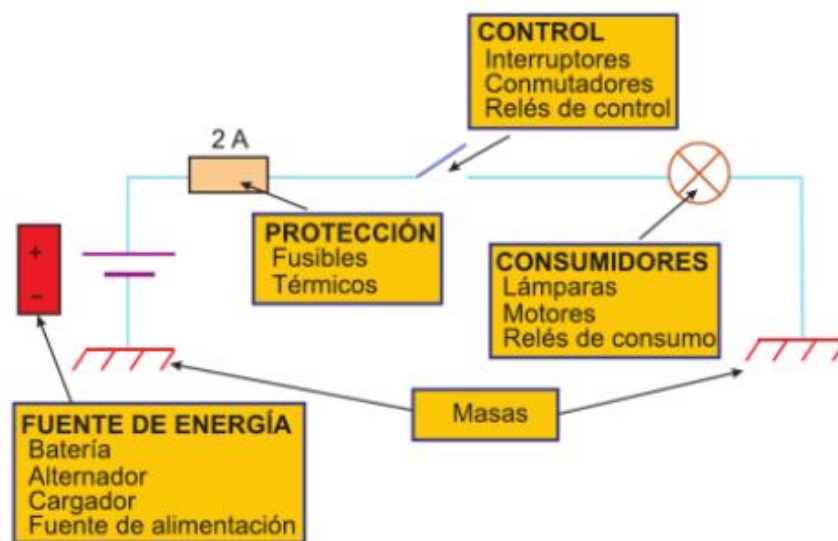 CONTROL
Interruptores
Conmutadores
Relés de control
2 A
PROTECCIÓN
Fusibles
Térmicos
CONSUMIDORES
Lámparas
Motores
Relés de consumo
+
−
Masas
FUENTE DE ENERGÍA
Batería
Alternador
Cargador
Fuente de alimentación